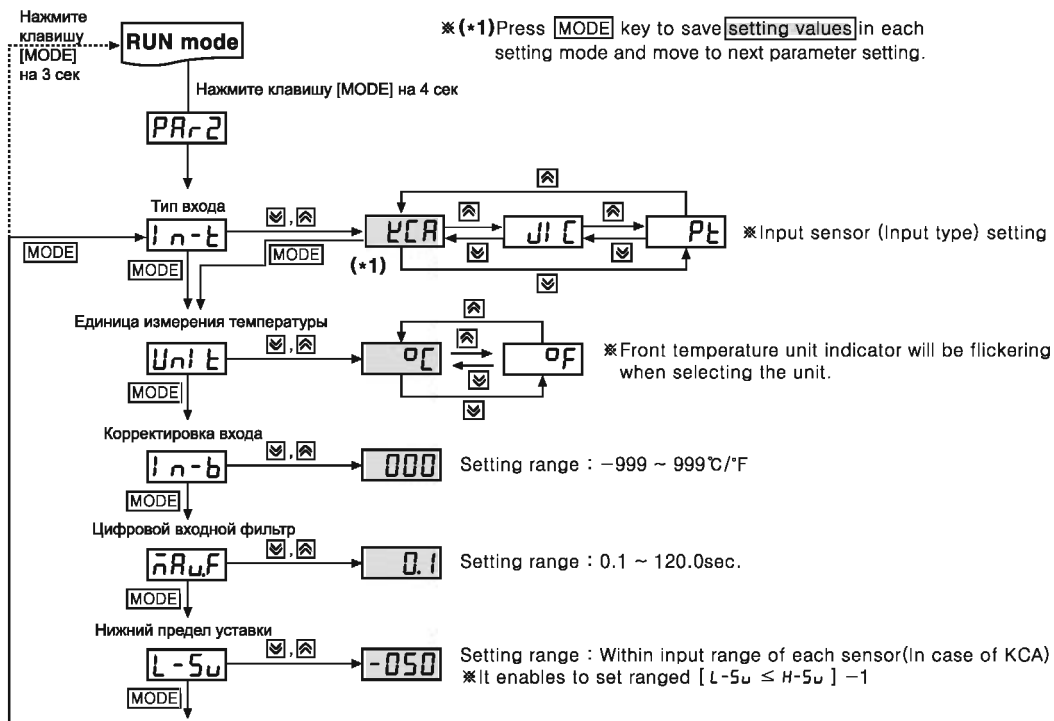 Нажмите
клавишу
[MODE]
на 3 сек
RUN mode
※(*1)Press MODE key to save setting values in each
setting mode and move to next parameter setting.
Нажмите клавишу [MODE] на 4 сек
PAr2
Тип входа
In-t
,
KCA
JIC
Pt
※Input sensor (Input type) setting
MODE
MODE
MODE
(*1)
Единица измерения температуры
UnIt
,
°C
°F
※Front temperature unit indicator will be flickering
when selecting the unit.
MODE
Корректировка входа
In-b
,
000
Setting range : −999 ~ 999℃/°F
MODE
Цифровой входной фильтр
mAu.F
,
0.1
Setting range : 0.1 ~ 120.0sec.
MODE
Нижний предел уставки
L-Su
,
-050
Setting range : Within input range of each sensor(In case of KCA)
※It enables to set ranged [ L-Su ≤ H-Su ] −1
MODE